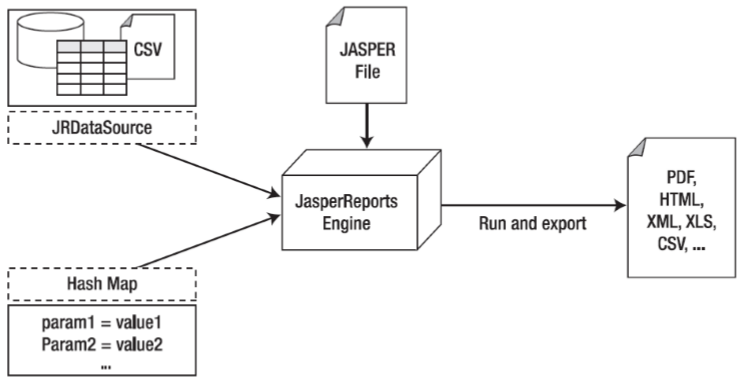 CSV
JRDataSource
JASPER
File
JasperReports
Engine
Hash Map
param1 = value1
Param2 = value2
...
Run and export
PDF,
HTML,
XML, XLS,
CSV, ...